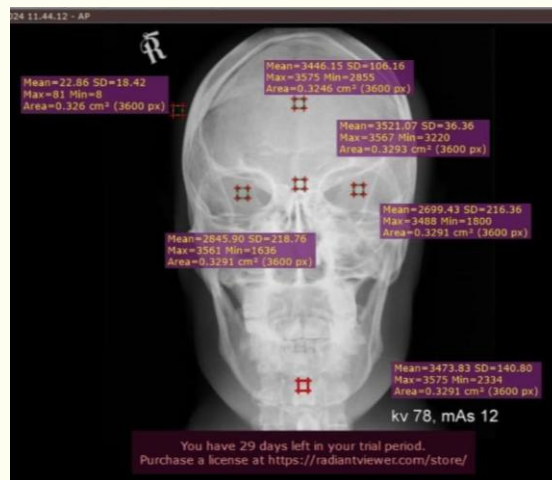 24 11.44.12 - AP
R
Mean=22.86 SD=18.42
Max=81 Min=8
Area=0.326 cm² (3600 px)
Mean=3446.15 SD=106.16
Max=3575 Min=2855
Area=0.3246 cm² (3600 px)
Mean=3521.07 SD=36.36
Max=3567 Min=3220
Area=0.3293 cm² (3600 px)
Mean=2699.43 SD=216.36
Max=3488 Min=1800
Area=0.3291 cm² (3600 px)
Mean=2845.90 SD=218.76
Max=3561 Min=1636
Area=0.3291 cm² (3600 px)
Mean=3473.83 SD=140.80
Max=3575 Min=2334
Area=0.3291 cm² (3600 px)
kv 78, mAs 12
You have 29 days left in your trial period.
Purchase a license at https://radiantviewer.com/store/